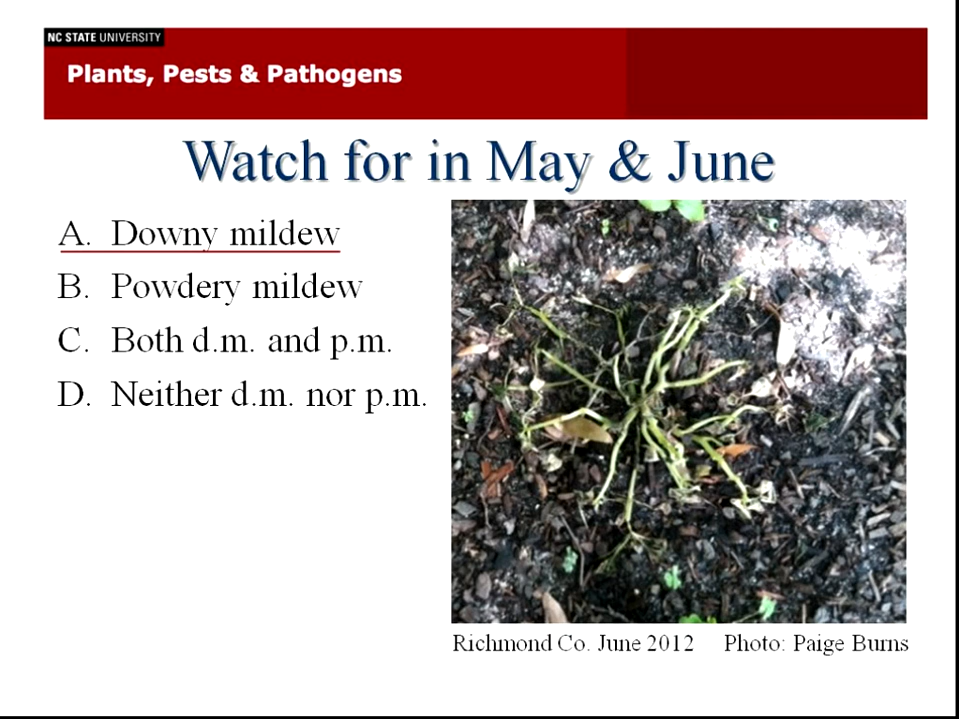 NC STATE UNIVERSITY
Plants, Pests & Pathogens
Watch for in May & June
A. Downy mildew
B. Powdery mildew
C. Both d.m. and p.m.
D. Neither d.m. nor p.m.
Richmond Co. June 2012 Photo: Paige Burns